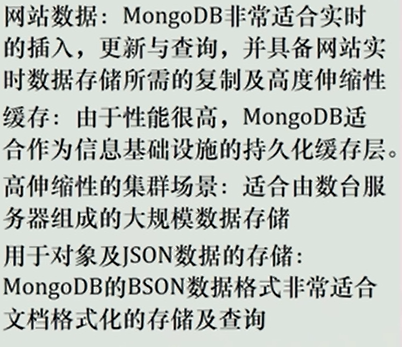 网站数据：MongoDB非常适合实时
的插入，更新与查询，并具备网站实
时数据存储所需的复制及高度伸缩性
缓存：由于性能很高，MongoDB适
合作为信息基础设施的持久化缓存层。
高伸缩性的集群场景：适合由数台服
务器组成的大规模数据存储
用于对象及JSON数据的存储：
MongoDB的BSON数据格式非常适合
文档格式化的存储及查询